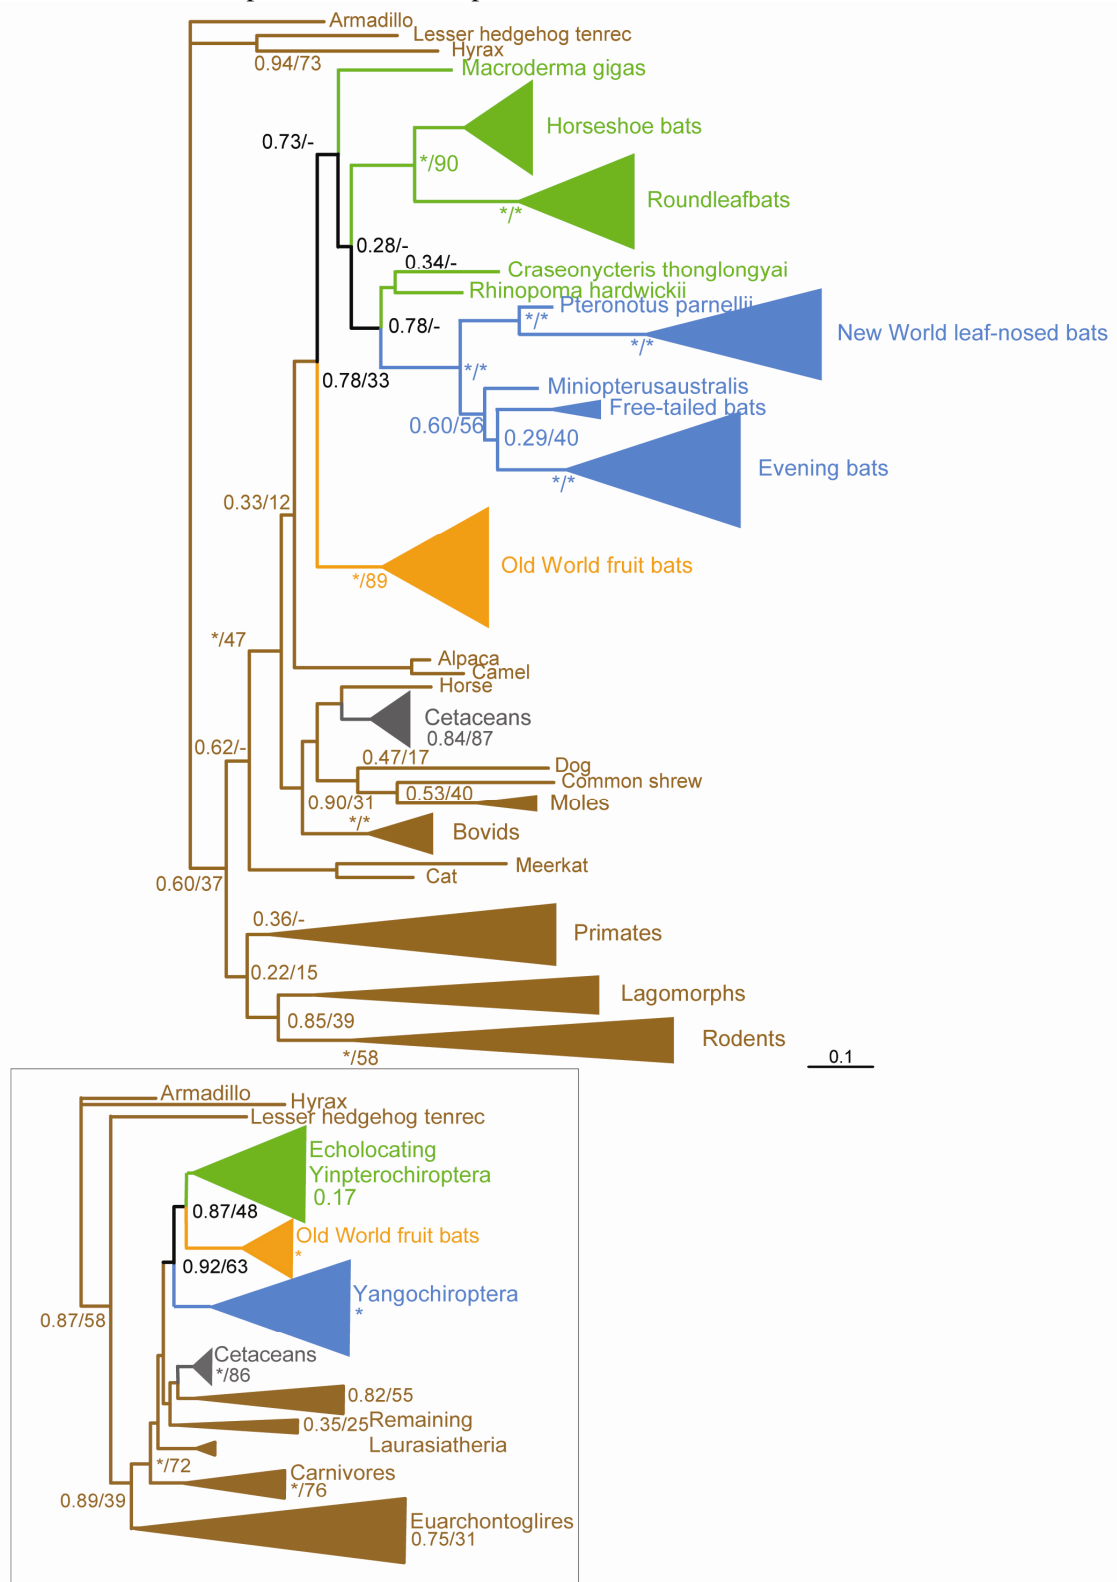 Armadillo
Lesser hedgehog tenrec
Hyrax
0.94/73
Macroderma gigas
Horseshoe bats
0.73/-
*/90
Roundleafbats
*/*
0.28/-
0.34/-
Craseonycteris thonglongyai
Rhinopoma hardwickii
Pteronotus parnellii
*/*
0.78/-
New World leaf-nosed bats
*/*
*/*
0.78/33
Miniopterusaustralis
Free-tailed bats
0.60/56
0.29/40
Evening bats
*/*
0.33/12
Old World fruit bats
*/89
*/47
Alpaca
Camel
Horse
Cetaceans
0.84/87
0.62/-
0.47/17
Dog
Common shrew
0.53/40
0.90/31
Moles
*/*
Bovids
Meerkat
Cat
0.60/37
0.36/-
Primates
0.22/15
Lagomorphs
0.85/39
Rodents
*/58
0.1
Armadillo
Hyrax
Lesser hedgehog tenrec
Echolocating
Yinpterochiroptera
0.17
0.87/48
Old World fruit bats
*
0.92/63
Yangochiroptera
*
0.87/58
Cetaceans
*/86
0.82/55
0.35/25
Remaining
Laurasiatheria
*/72
Carnivores
*/76
0.89/39
Euarchontoglires
0.75/31